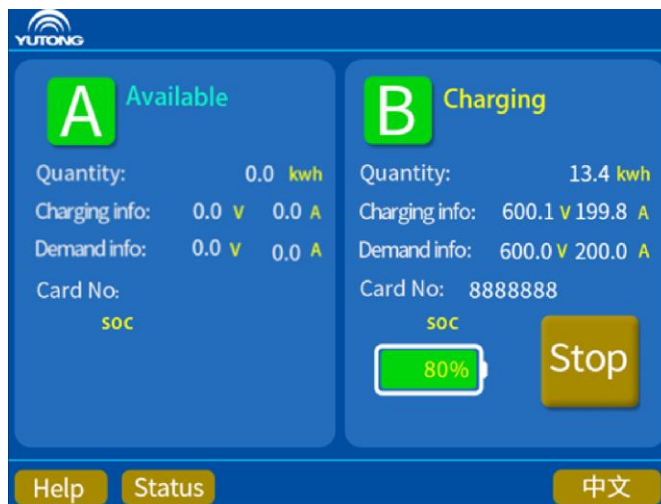 YUTONG
A Available
Quantity: 0.0 kwh
Charging info: 0.0 V 0.0 A
Demand info: 0.0 V 0.0 A
Card No:
SOC
B Charging
Quantity: 13.4 kwh
Charging info: 600.1 V 199.8 A
Demand info: 600.0 V 200.0 A
Card No: 8888888
SOC
80%
Stop
Help Status 中文